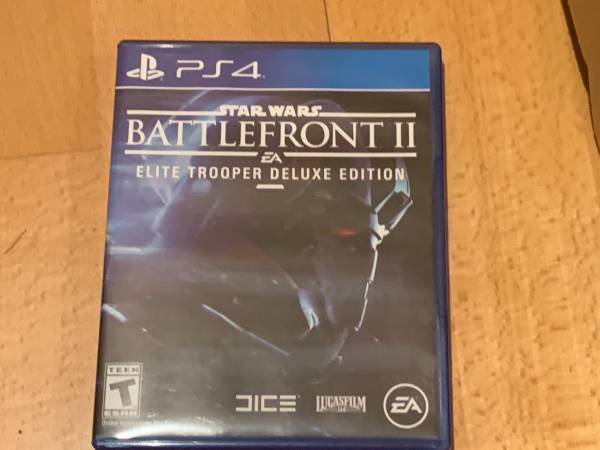 PS4
STAR WARS
BATTLEFRONT II
EA
ELITE TROOPER DELUXE EDITION
TEEN
T
ESRB
DICE
LUCASFILM
EA